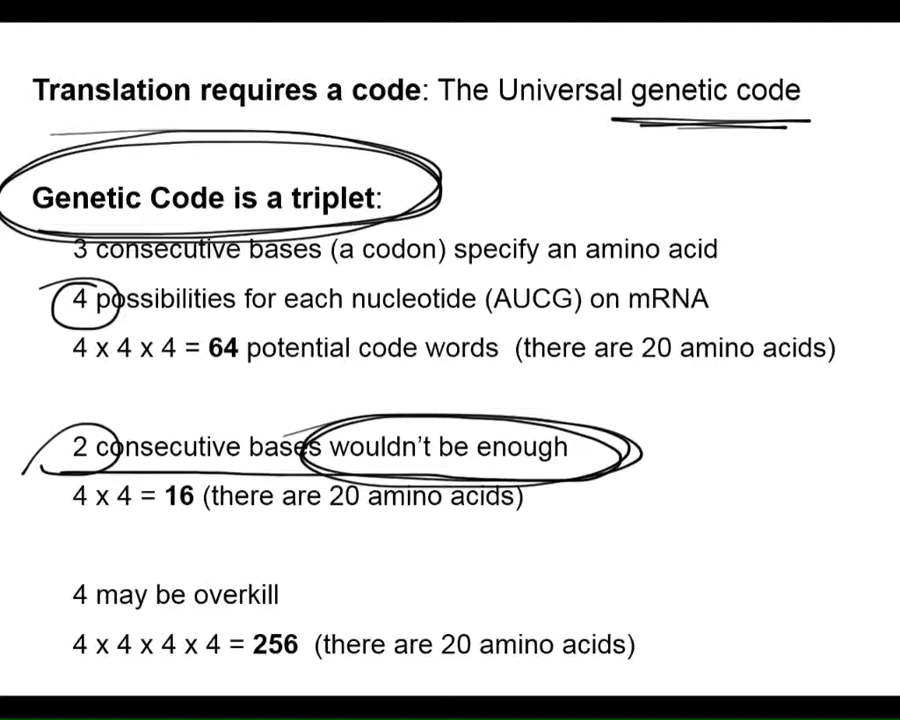 Translation requires a code: The Universal genetic code
Genetic Code is a triplet:
3 consecutive bases (a codon) specify an amino acid
4 possibilities for each nucleotide (AUCG) on mRNA
4 x 4 x 4 = 64 potential code words (there are 20 amino acids)
2 consecutive bases wouldn't be enough
4 x 4 = 16 (there are 20 amino acids)
4 may be overkill
4 x 4 x 4 x 4 = 256 (there are 20 amino acids)